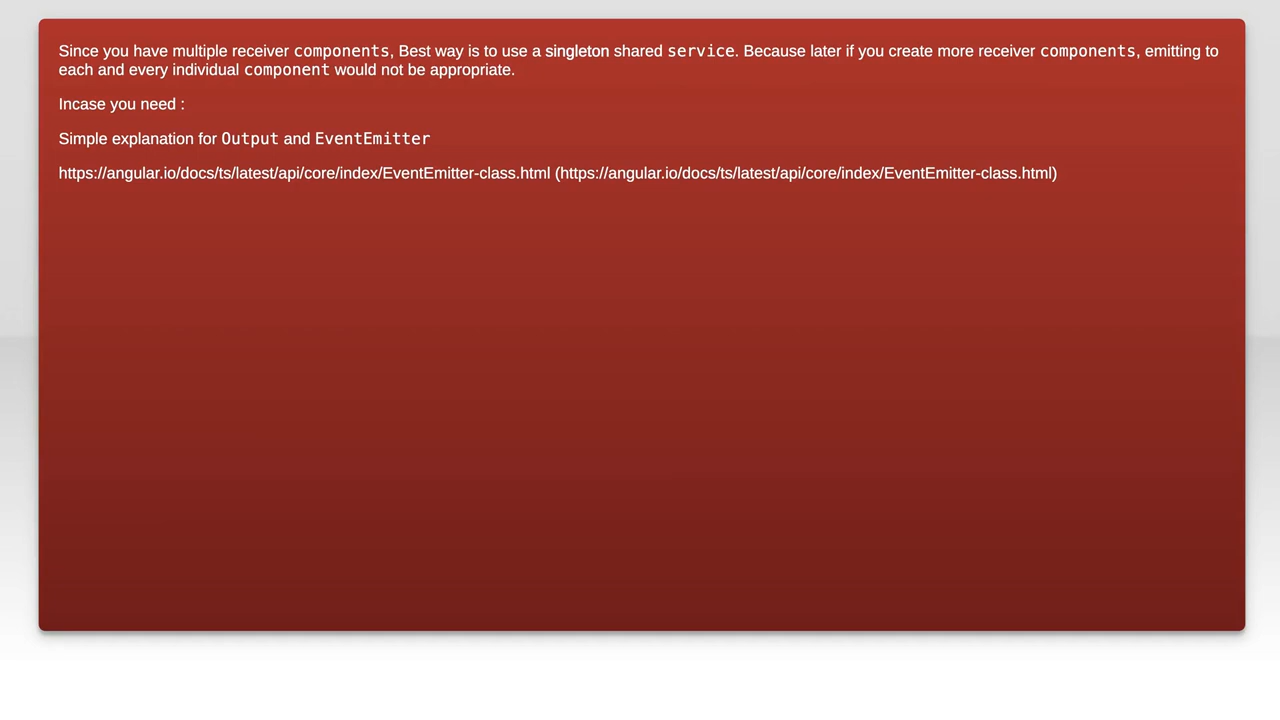 Since you have multiple receiver components, Best way is to use a singleton shared service. Because later if you create more receiver components, emitting to
each and every individual component would not be appropriate.
Incase you need :
Simple explanation for Output and EventEmitter
https://angular.io/docs/ts/latest/api/core/index/EventEmitter-class.html (https://angular.io/docs/ts/latest/api/core/index/EventEmitter-class.html)